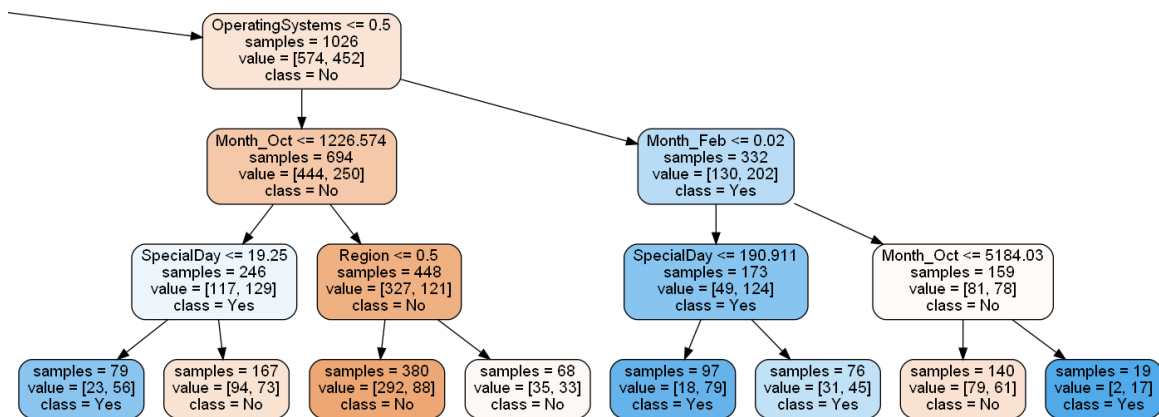 OperatingSystems <= 0.5
samples = 1026
value = [574, 452]
class = No
Month_Oct <= 1226.574
samples = 694
value = [444, 250]
class = No
Month_Feb <= 0.02
samples = 332
value = [130, 202]
class = Yes
SpecialDay <= 19.25
samples = 246
value = [117, 129]
class = Yes
Region <= 0.5
samples = 448
value = [327, 121]
class = No
SpecialDay <= 190.911
samples = 173
value = [49, 124]
class = Yes
Month_Oct <= 5184.03
samples = 159
value = [81, 78]
class = No
samples = 79
value = [23, 56]
class = Yes
samples = 167
value = [94, 73]
class = No
samples = 380
value = [292, 88]
class = No
samples = 68
value = [35, 33]
class = No
samples = 97
value = [18, 79]
class = Yes
samples = 76
value = [31, 45]
class = Yes
samples = 140
value = [79, 61]
class = No
samples = 19
value = [2, 17]
class = Yes